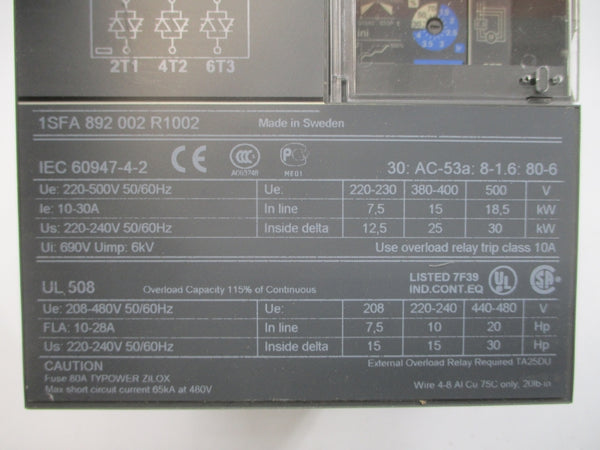 2T1 4T2 6T3
1SFA 892 002 R1002 Made in Sweden
IEC 60947-4-2 CE CCC A063748 PC ME01 30: AC-53a: 8-1.6: 80-6
Ue: 220-500V 50/60Hz Ue: 220-230 380-400 500 V
Ie: 10-30A In line 7,5 15 18,5 kW
Us: 220-240V 50/60Hz Inside delta 12,5 25 30 kW
Ui: 690V Uimp: 6kV Use overload relay trip class 10A
UL 508 Overload Capacity 115% of Continuous LISTED 7F39 IND.CONT.EQ UL SA
Ue: 208-480V 50/60Hz Ue: 208 220-240 440-480 V
FLA: 10-28A In line 7,5 10 20 Hp
Us: 220-240V 50/60Hz Inside delta 15 15 30 Hp
CAUTION External Overload Relay Required TA25DU
Fuse 80A TYPOWER ZILOX
Max short circuit current 65kA at 480V Wire 4-8 Al Cu 75C only, 20lb-in